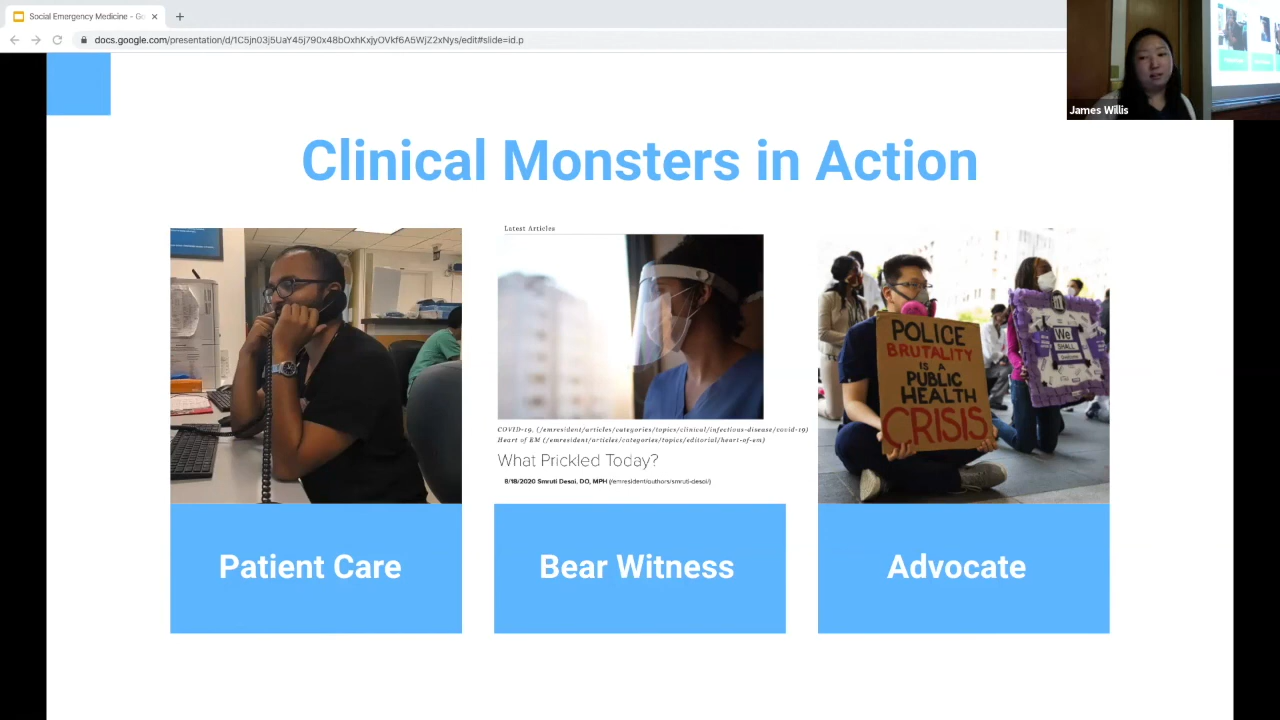 Social Emergency Medicine - Go
docs.google.com/presentation/d/1C5jn03j5UaY45j790x48bOxhKxjyOVkf6A5WjZ2xNys/edit#slide=id.p
James Willis
Clinical Monsters in Action
Latest Articles
COVID-19, (/emresident/articles/categories/topics/clinical/infectious-disease/covid-19)
Heart of EM (/emresident/articles/categories/topics/editorial/heart-of-em)
What Prickled Today?
8/18/2020 Smruti Desai, DO, MPH (/emresident/authors/smruti-desai/)
POLICE
BRUTALITY
IS A
PUBLIC
HEALTH
CRISIS
We
SHALL
Patient Care
Bear Witness
Advocate